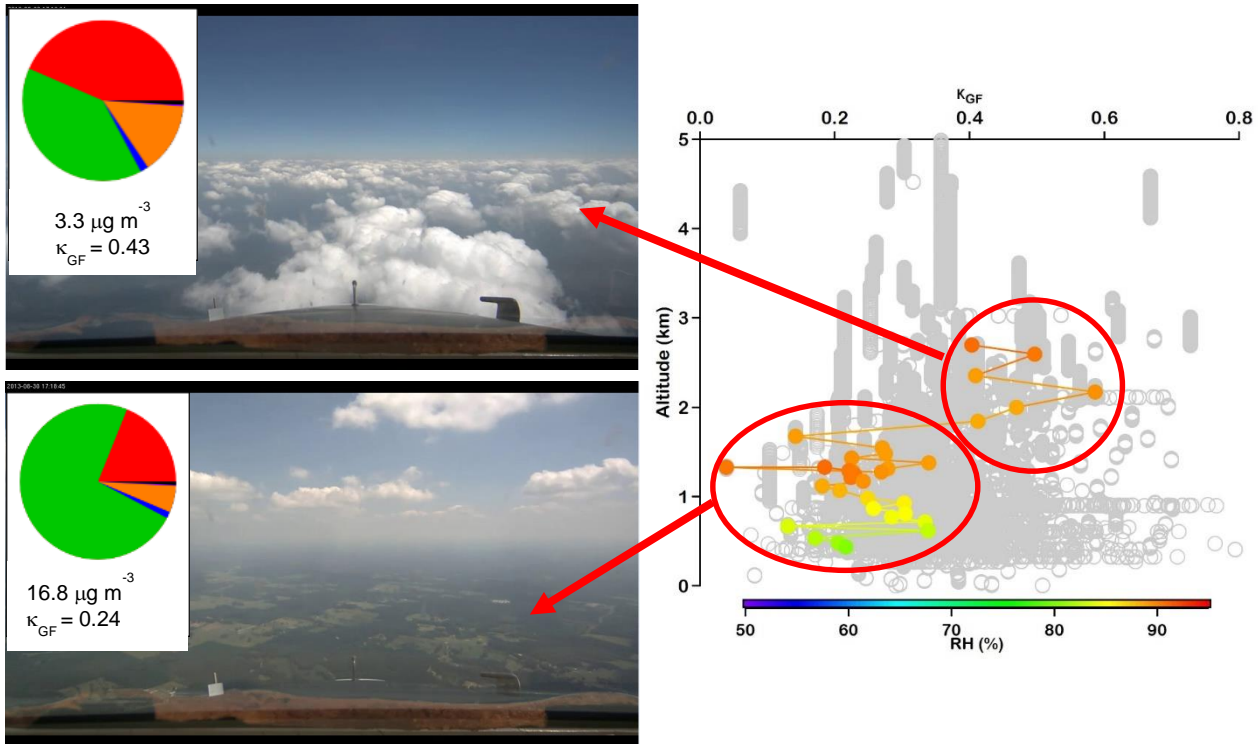 3.3 μg m-3
κGF = 0.43
2013-08-30 17:18:45
16.8 μg m-3
κGF = 0.24
κGF
0.0 0.2 0.4 0.6 0.8
5
4
3
2
1
0
Altitude (km)
50 60 70 80 90
RH (%)